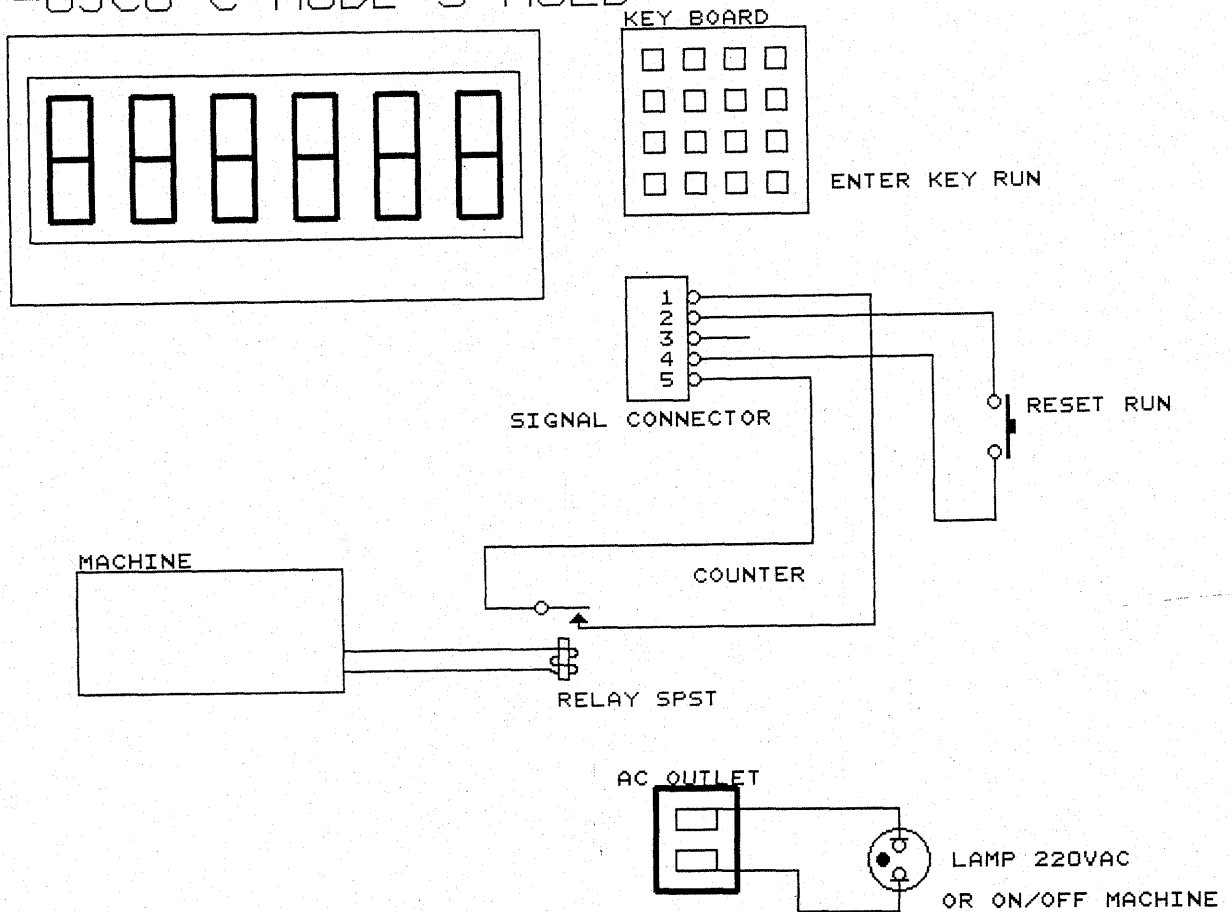 KEY BOARD
ENTER KEY RUN
1
2
3
4
5
SIGNAL CONNECTOR
RESET RUN
MACHINE
COUNTER
RELAY SPST
AC OUTLET
LAMP 220VAC
OR ON/OFF MACHINE